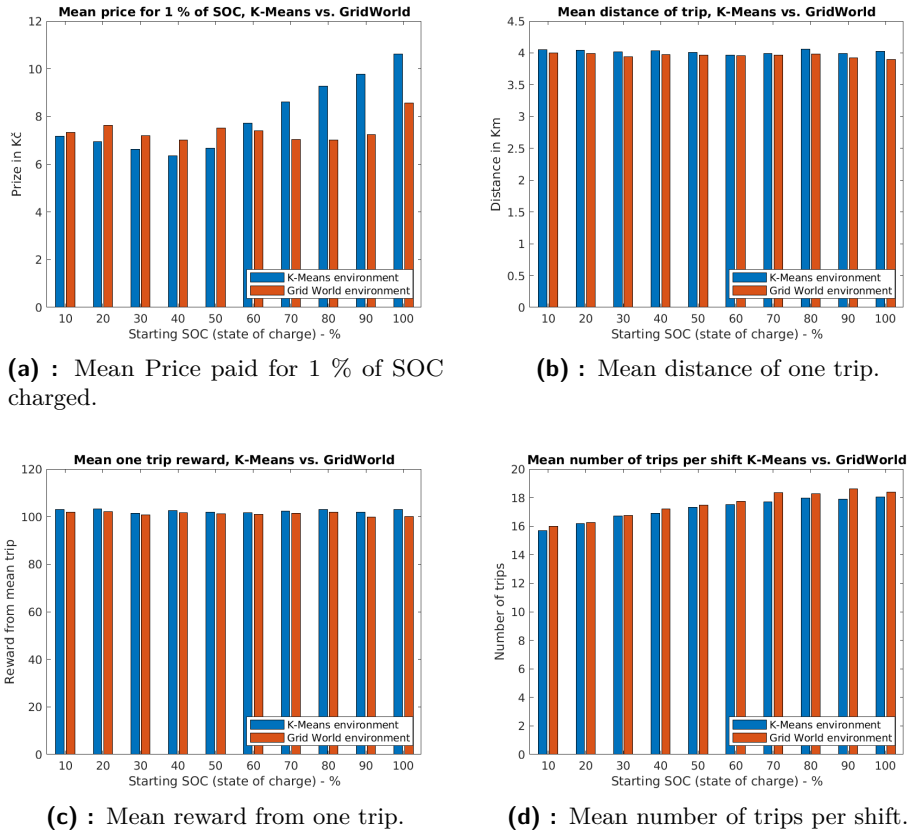 Mean price for 1 % of SOC, K-Means vs. GridWorld
12
10
8
6
4
2
0
Prize in Kč
10 20 30 40 50 60 70 80 90 100
Starting SOC (state of charge) - %
K-Means environment
Grid World environment
(a) : Mean Price paid for 1 % of SOC
charged.
Mean distance of trip, K-Means vs. GridWorld
4.5
4
3.5
3
2.5
2
1.5
1
0.5
0
Distance in Km
10 20 30 40 50 60 70 80 90 100
Starting SOC (state of charge) - %
K-Means environment
Grid World environment
(b) : Mean distance of one trip.
Mean one trip reward, K-Means vs. GridWorld
120
100
80
60
40
20
0
Reward from mean trip
10 20 30 40 50 60 70 80 90 100
Starting SOC (state of charge) - %
K-Means environment
Grid World environment
(c) : Mean reward from one trip.
Mean number of trips per shift K-Means vs. GridWorld
20
18
16
14
12
10
8
6
4
2
0
Number of trips
10 20 30 40 50 60 70 80 90 100
Starting SOC (state of charge) - %
K-Means environment
Grid World environment
(d) : Mean number of trips per shift.